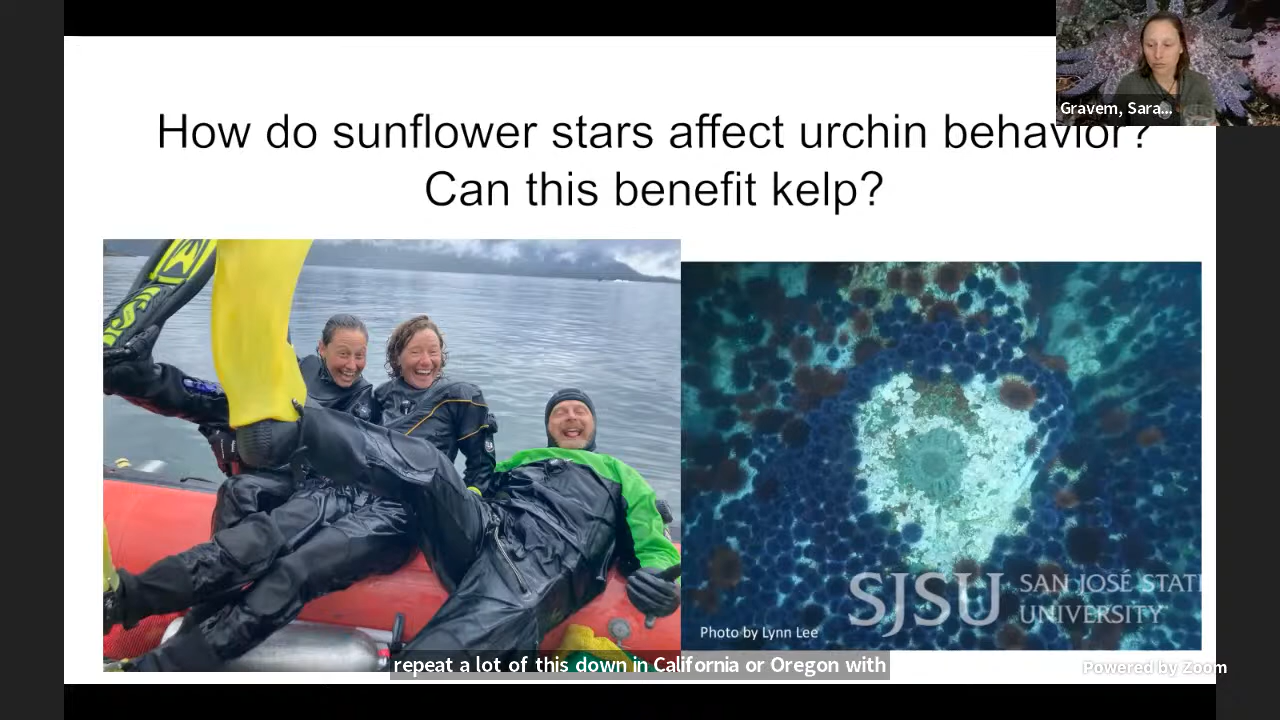 Gravem, Sara...
How do sunflower stars affect urchin behavior?
Can this benefit kelp?
SJSU SAN JOSÉ STATE
UNIVERSITY
Photo by Lynn Lee
repeat a lot of this down in California or Oregon with
Powered by Zoom